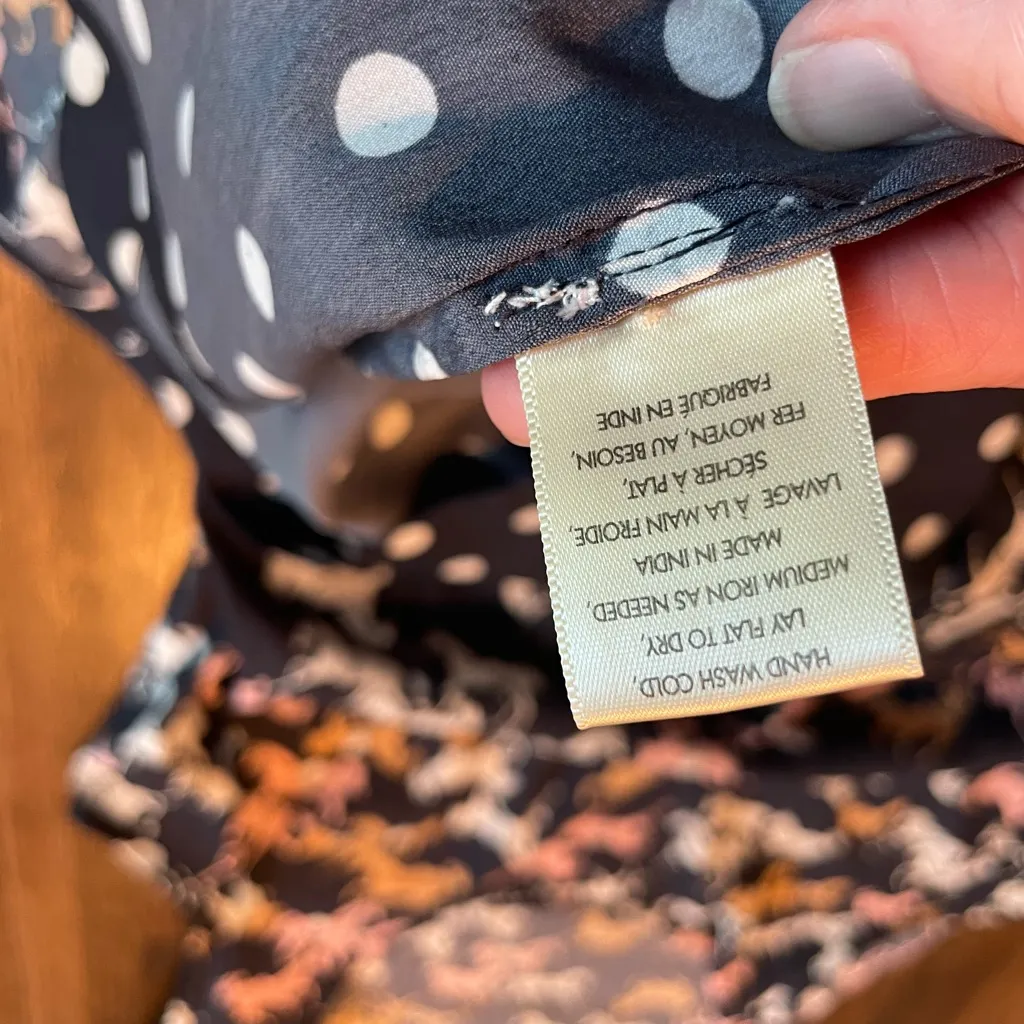 HAND WASH COLD,
LAY FLAT TO DRY,
MEDIUM IRON AS NEEDED,
MADE IN INDIA
LAVAGE À LA MAIN FROIDE,
SÉCHER À PLAT,
FER MOYEN, AU BESOIN,
FABRIQUÉ EN INDE